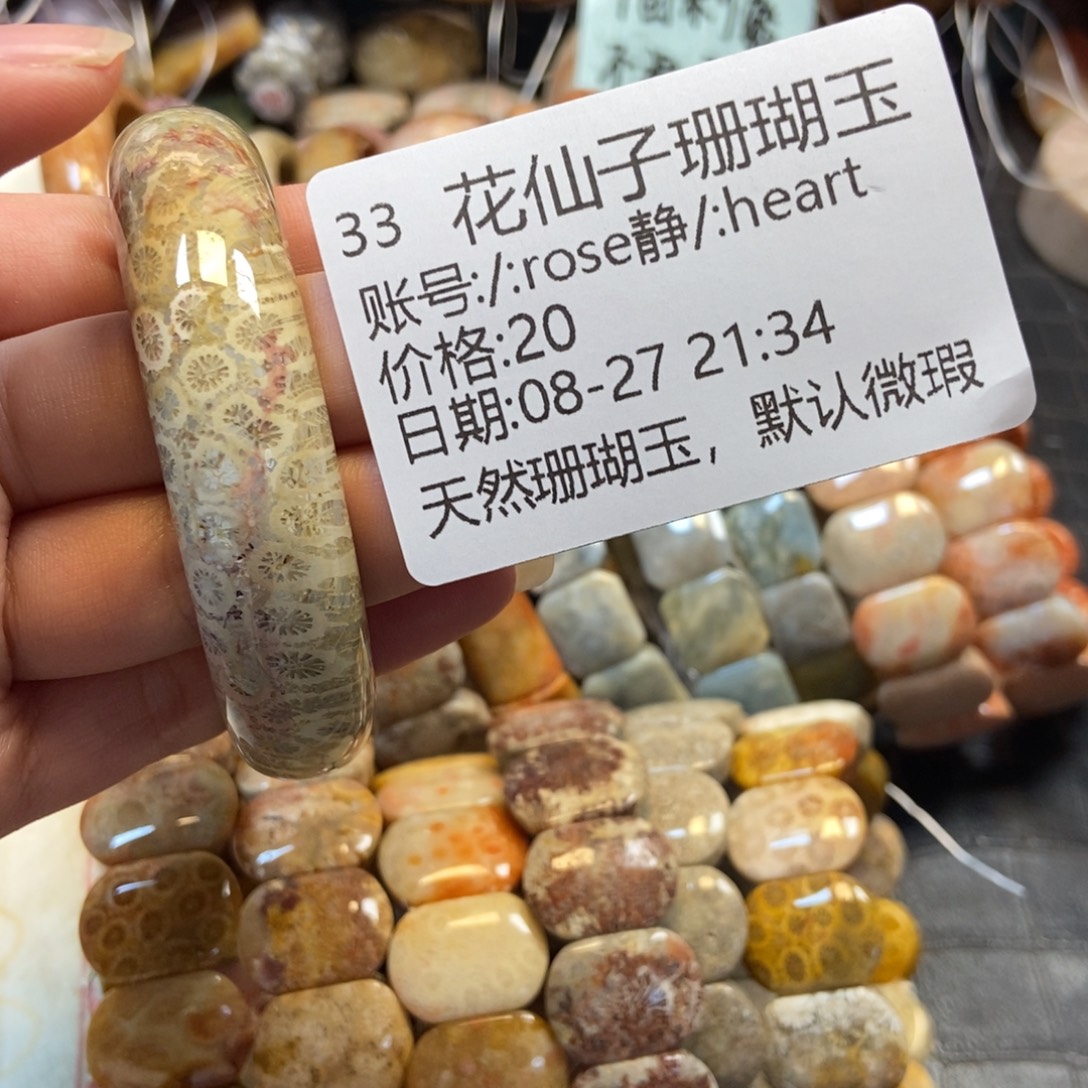 33 花仙子珊瑚玉
账号:/:rose静/:heart
价格:20
日期:08-27 21:34
天然珊瑚玉，默认微瑕